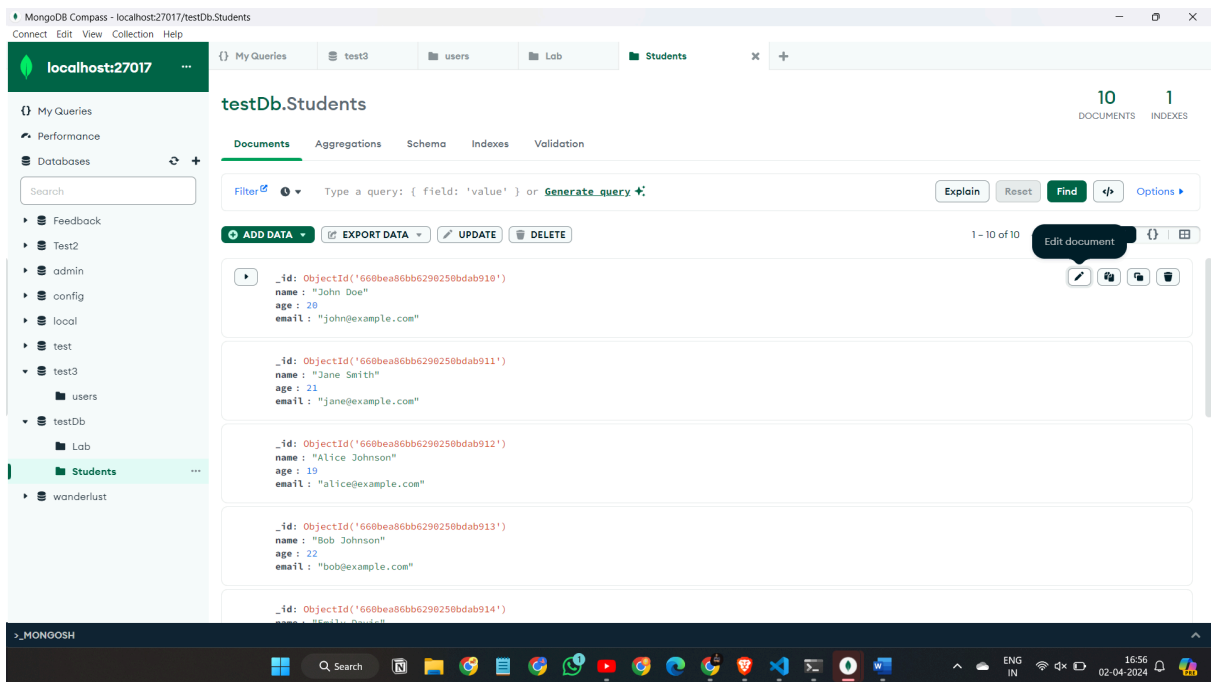 MongoDB Compass - localhost:27017/testDb.Students
Connect Edit View Collection Help
localhost:27017 ...
{} My Queries
Performance
Databases
Search
Feedback
Test2
admin
config
local
test
test3
users
testDb
Lab
Students ...
wanderlust
{} My Queries test3 users Lab Students
testDb.Students
10 DOCUMENTS
1 INDEXES
Documents Aggregations Schema Indexes Validation
Filter Type a query: { field: 'value' } or Generate query Explain Reset Find </> Options
ADD DATA EXPORT DATA UPDATE DELETE 1 – 10 of 10 {}
Edit document
_id: ObjectId('660bea86bb6290250bdab910')
name : "John Doe"
age : 20
email : "john@example.com"
_id: ObjectId('660bea86bb6290250bdab911')
name : "Jane Smith"
age : 21
email : "jane@example.com"
_id: ObjectId('660bea86bb6290250bdab912')
name : "Alice Johnson"
age : 19
email : "alice@example.com"
_id: ObjectId('660bea86bb6290250bdab913')
name : "Bob Johnson"
age : 22
email : "bob@example.com"
_id: ObjectId('660bea86bb6290250bdab914')
name : "Emily Davis"
>_MONGOSH
Search
1
PRE
ENG
IN
16:56
02-04-2024